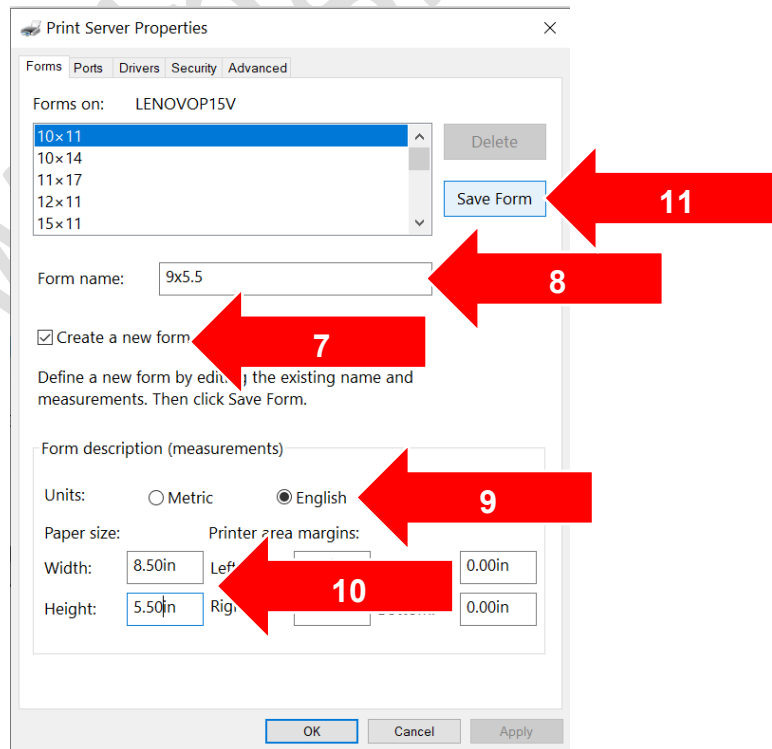 Print Server Properties
Forms Ports Drivers Security Advanced
Forms on: LENOVOP15V
10×11
10×14
11×17
12×11
15×11
Delete
Save Form
11
Form name: 9x5.5
8
Create a new form
7
Define a new form by editing the existing name and
measurements. Then click Save Form.
Form description (measurements)
Units: Metric English
9
Paper size: Printer area margins:
Width: 8.50in Left 0.00in
10
Height: 5.50in 0.00in
OK Cancel Apply